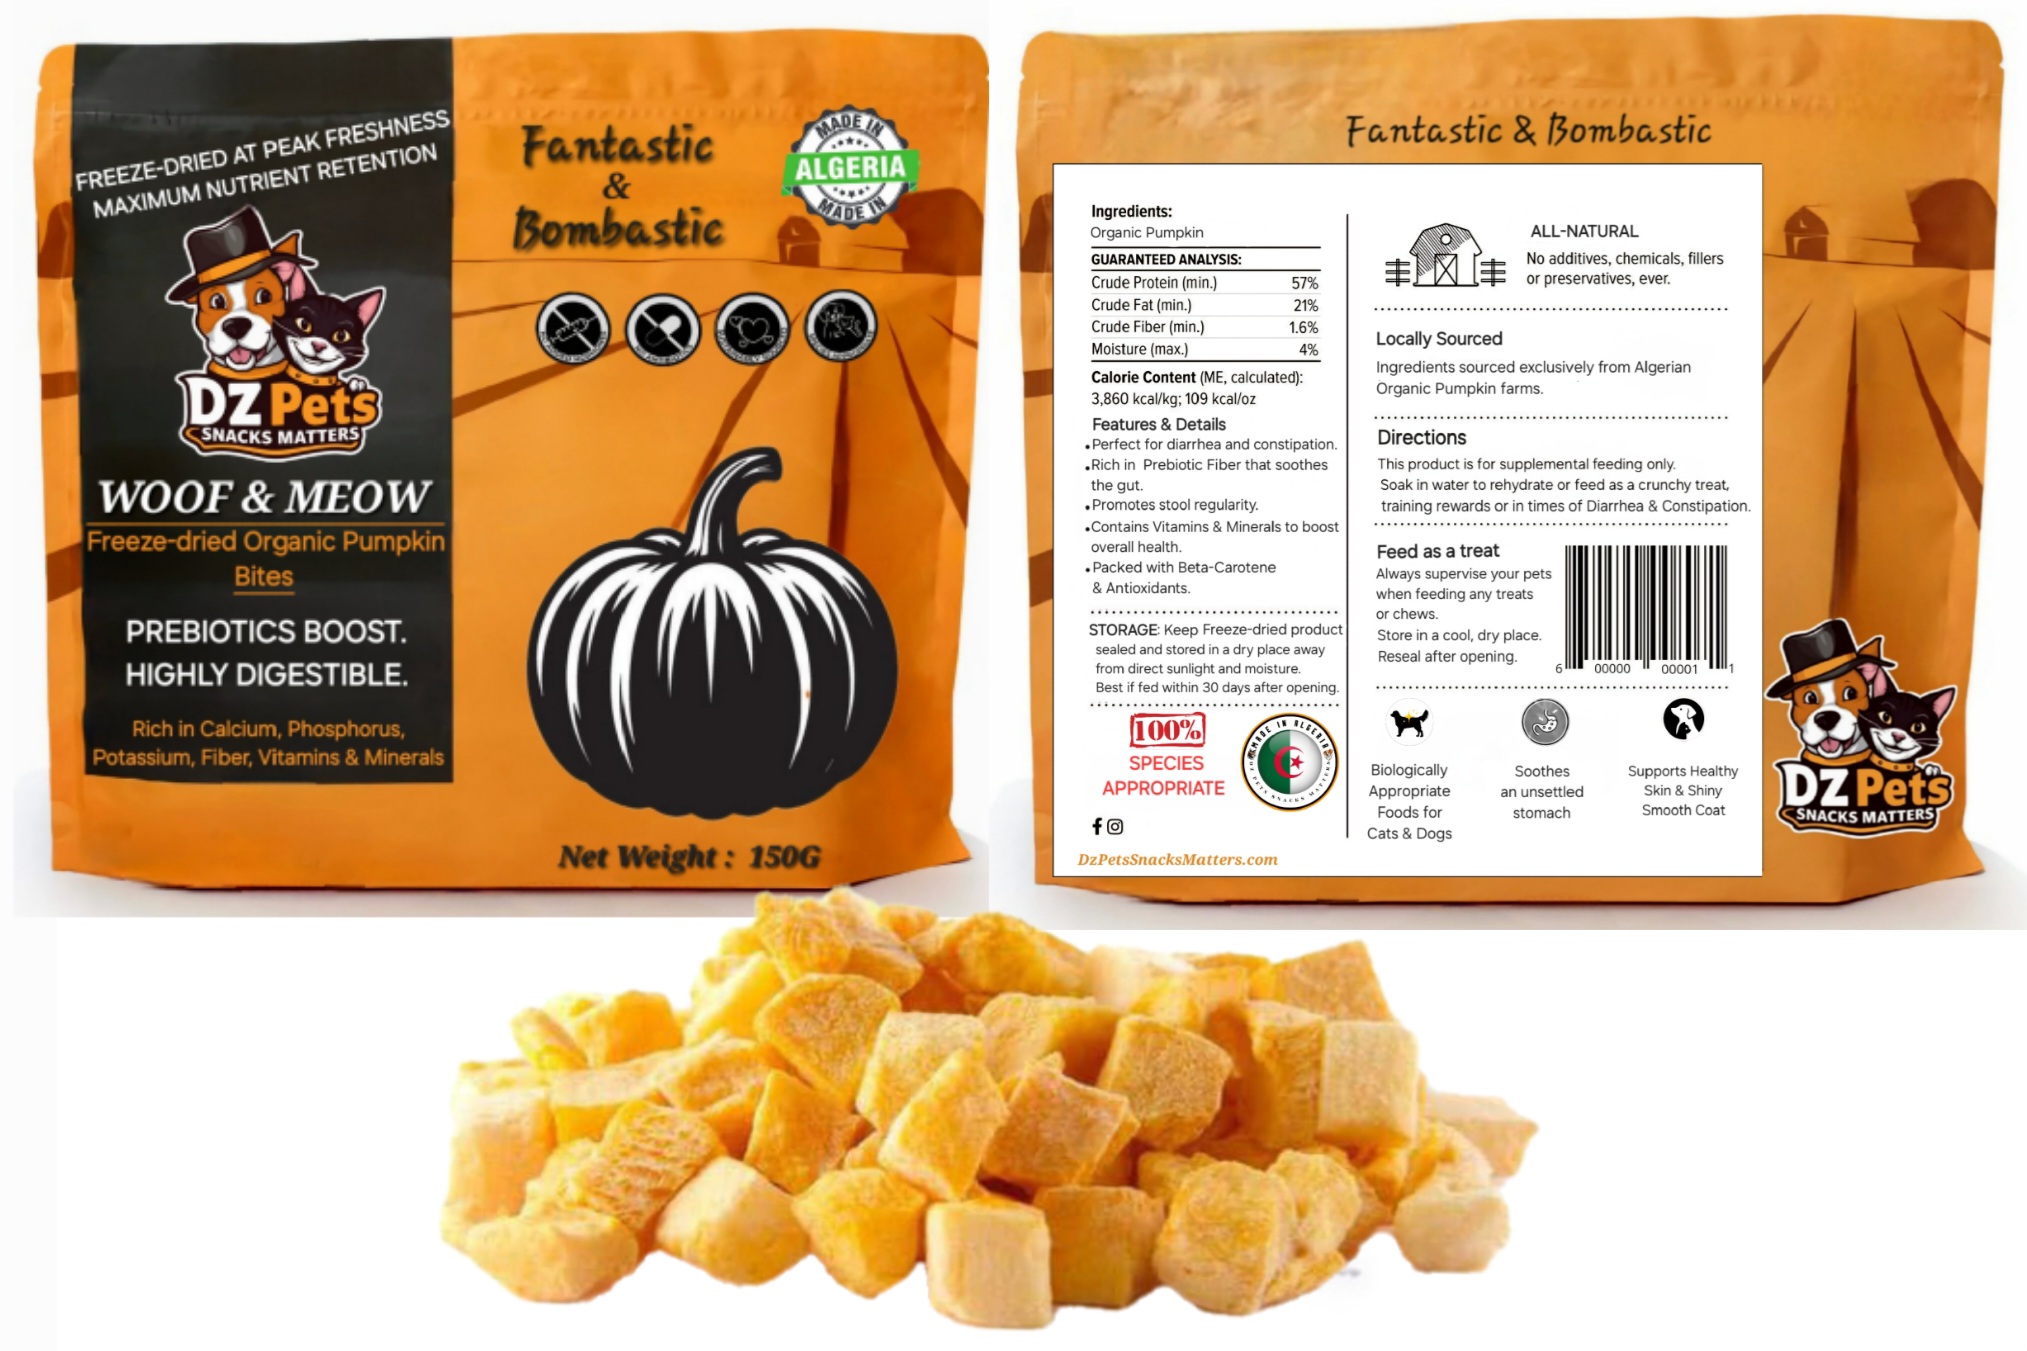 FREEZE-DRIED AT PEAK FRESHNESS
MAXIMUM NUTRIENT RETENTION
DZ Pets
SNACKS MATTERS
WOOF & MEOW
Freeze-dried Organic Pumpkin
Bites
PREBIOTICS BOOST.
HIGHLY DIGESTIBLE.
Rich in Calcium, Phosphorus,
Potassium, Fiber, Vitamins & Minerals
Fantastic
&
Bombastic
MADE IN
ALGERIA
MADE IN
Net Weight : 150G
Fantastic & Bombastic
Ingredients:
Organic Pumpkin
GUARANTEED ANALYSIS:
Crude Protein (min.) 57%
Crude Fat (min.) 21%
Crude Fiber (min.) 1.6%
Moisture (max.) 4%
Calorie Content (ME, calculated):
3,860 kcal/kg; 109 kcal/oz
Features & Details
• Perfect for diarrhea and constipation.
• Rich in Prebiotic Fiber that soothes
the gut.
• Promotes stool regularity.
• Contains Vitamins & Minerals to boost
overall health.
• Packed with Beta-Carotene
& Antioxidants.
STORAGE: Keep Freeze-dried product
sealed and stored in a dry place away
from direct sunlight and moisture.
Best if fed within 30 days after opening.
100%
SPECIES
APPROPRIATE
MADE IN ALGERIA
PETS SNACKS MATTERS
DzPetsSnacksMatters.com
ALL-NATURAL
No additives, chemicals, fillers
or preservatives, ever.
Locally Sourced
Ingredients sourced exclusively from Algerian
Organic Pumpkin farms.
Directions
This product is for supplemental feeding only.
Soak in water to rehydrate or feed as a crunchy treat,
training rewards or in times of Diarrhea & Constipation.
Feed as a treat
Always supervise your pets
when feeding any treats
or chews.
Store in a cool, dry place.
Reseal after opening.
6 00000 00001 1
Biologically
Appropriate
Foods for
Cats & Dogs
Soothes
an unsettled
stomach
Supports Healthy
Skin & Shiny
Smooth Coat
DZ Pets
SNACKS MATTERS